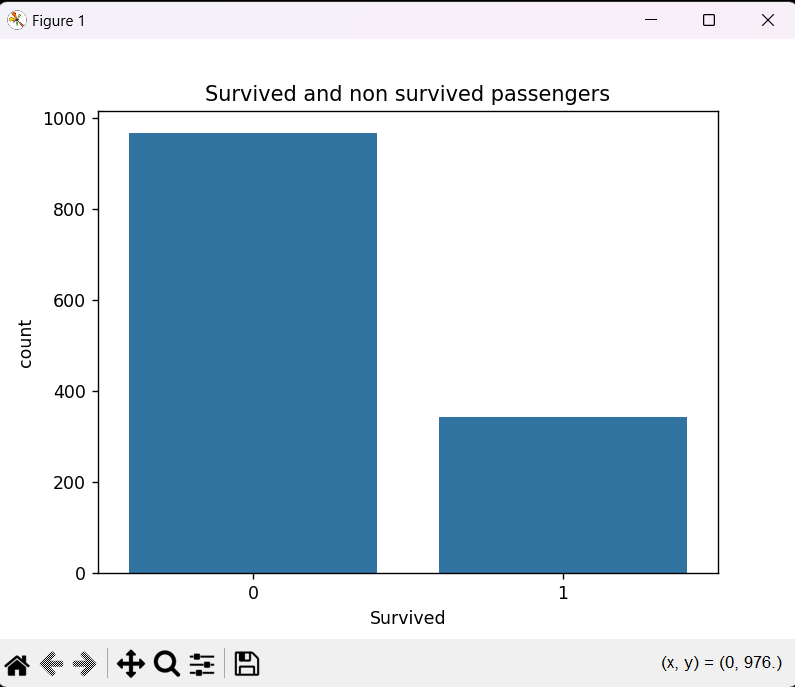 Figure 1
Survived and non survived passengers
1000
800
600
400
200
0
count
0 1
Survived
(x, y) = (0, 976.)